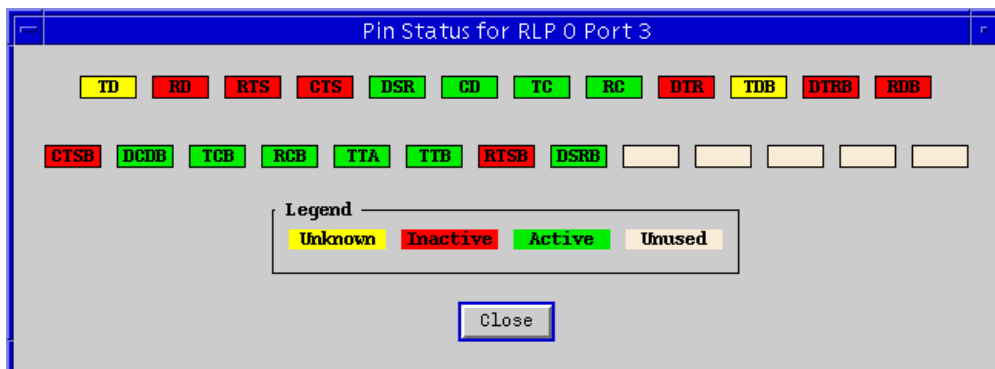 Pin Status for RLP 0 Port 3
TD RD RTS CTS DSR CD TC RC DTR TDB DTRB RDB
CTSB DCDB TCB RCB TTA TTB RTSB DSRB
Legend
Unknown Inactive Active Unused
Close